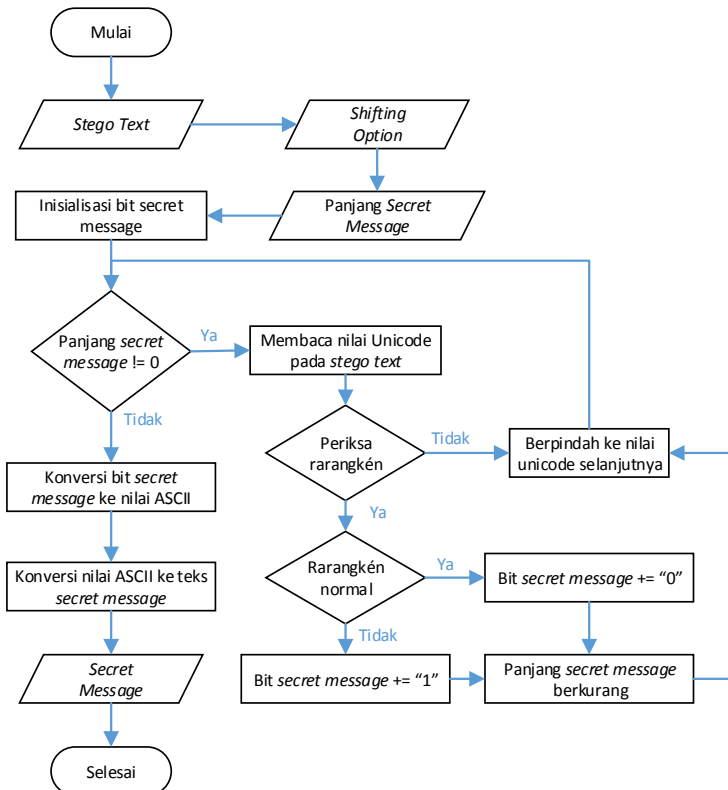 Mulai
Stego Text
Shifting
Option
Inisialisasi bit secret
message
Panjang Secret
Message
Panjang secret
message != 0
Ya
Membaca nilai Unicode
pada stego text
Tidak
Periksa
rarangkén
Tidak
Berpindah ke nilai
unicode selanjutnya
Ya
Konversi bit secret
message ke nilai ASCII
Rarangkén
normal
Ya
Bit secret message += “0”
Konversi nilai ASCII ke teks
secret message
Tidak
Secret
Message
Bit secret message += “1”
Panjang secret message
berkurang
Selesai